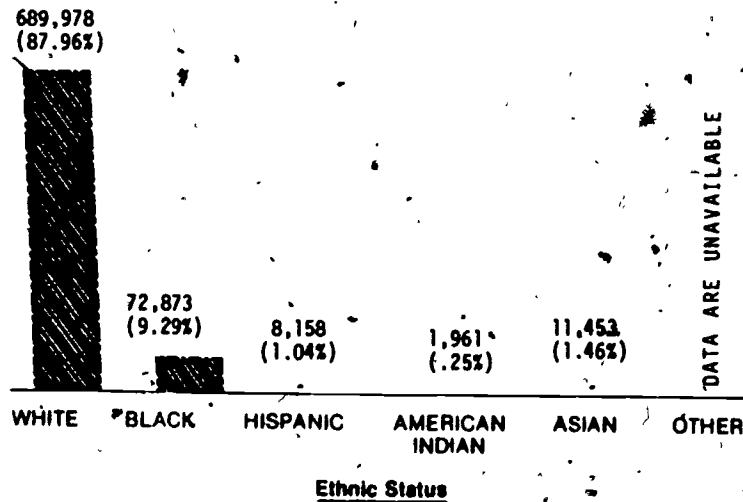 689,978
(87.96%)
72,873
(9.29%)
8,158
(1.04%)
1,961
(.25%)
11,453
(1.46%)
DATA ARE UNAVAILABLE
WHITE
BLACK
HISPANIC
AMERICAN
INDIAN
ASIAN
OTHER
Ethnic Status